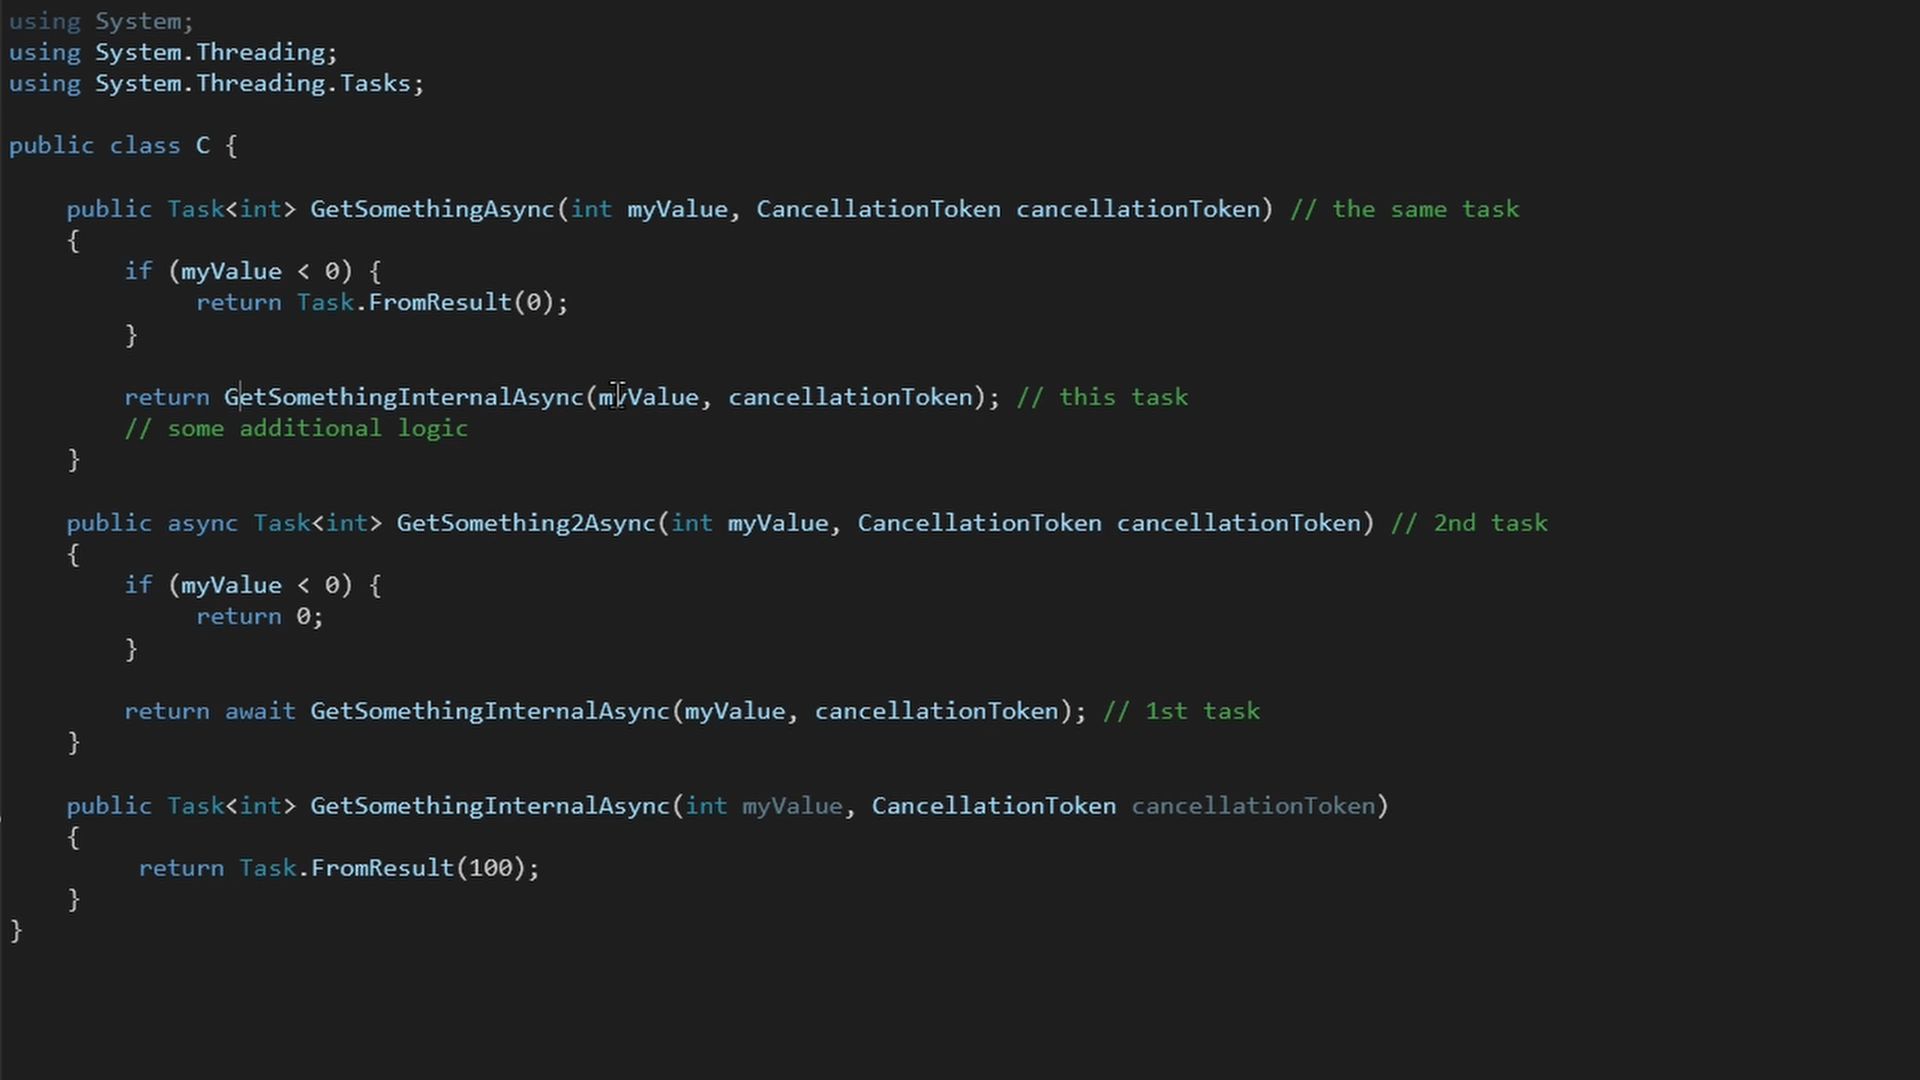 using System;
using System.Threading;
using System.Threading.Tasks;
public class C {
public Task<int> GetSomethingAsync(int myValue, CancellationToken cancellationToken) // the same task
{
if (myValue < 0) {
return Task.FromResult(0);
}
return GetSomethingInternalAsync(myValue, cancellationToken); // this task
// some additional logic
}
public async Task<int> GetSomething2Async(int myValue, CancellationToken cancellationToken) // 2nd task
{
if (myValue < 0) {
return 0;
}
return await GetSomethingInternalAsync(myValue, cancellationToken); // 1st task
}
public Task<int> GetSomethingInternalAsync(int myValue, CancellationToken cancellationToken)
{
return Task.FromResult(100);
}
}